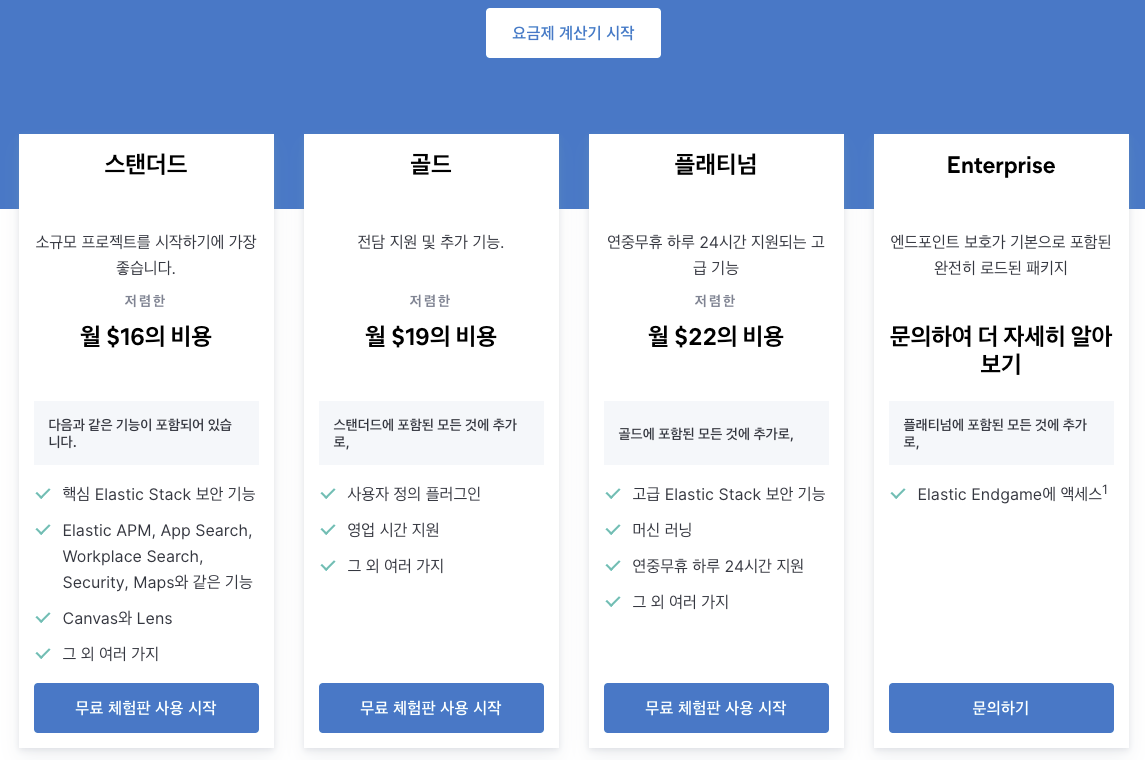 요금제 계산기 시작
스탠더드
소규모 프로젝트를 시작하기에 가장
좋습니다.
저렴한
월 $16의 비용
다음과 같은 기능이 포함되어 있습
니다.
핵심 Elastic Stack 보안 기능
Elastic APM, App Search,
Workplace Search,
Security, Maps와 같은 기능
Canvas와 Lens
그 외 여러 가지
무료 체험판 사용 시작
골드
전담 지원 및 추가 기능.
저렴한
월 $19의 비용
스탠더드에 포함된 모든 것에 추가
로,
사용자 정의 플러그인
영업 시간 지원
그 외 여러 가지
무료 체험판 사용 시작
플래티넘
연중무휴 하루 24시간 지원되는 고
급 기능
저렴한
월 $22의 비용
골드에 포함된 모든 것에 추가로,
고급 Elastic Stack 보안 기능
머신 러닝
연중무휴 하루 24시간 지원
그 외 여러 가지
무료 체험판 사용 시작
Enterprise
엔드포인트 보호가 기본으로 포함된
완전히 로드된 패키지
문의하여 더 자세히 알아
보기
플래티넘에 포함된 모든 것에 추가
로,
Elastic Endgame에 액세스1
문의하기